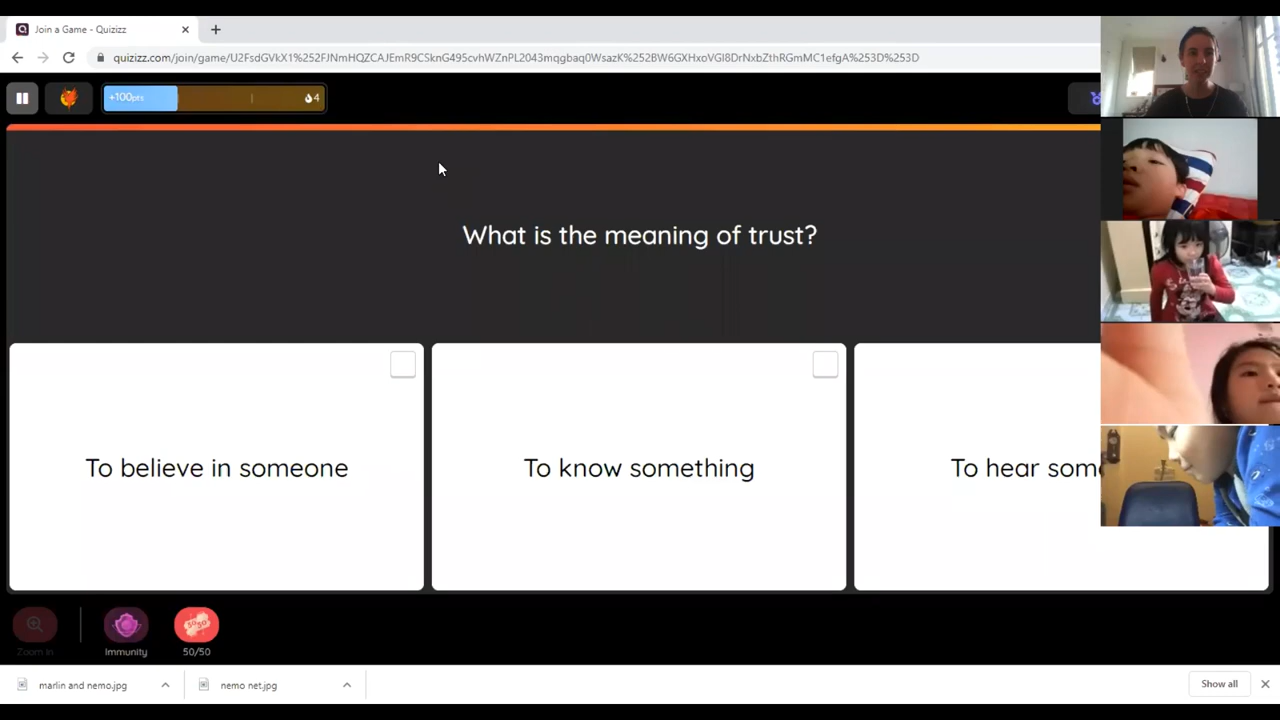 Join a Game - Quizizz
quizizz.com/join/game/U2FsdGVkX1%252FJNmHQZCAJEmR9CSknG495cvhWZnPL2043mqgbaq0WsazK%252BW6GXHxoVGl8DrNxbZthRGmMC1efgA%253D%253D
+100pts
4
What is the meaning of trust?
To believe in someone
To know something
To hear som
Zoom In
Immunity
50/50
marlin and nemo.jpg
nemo net.jpg
Show all